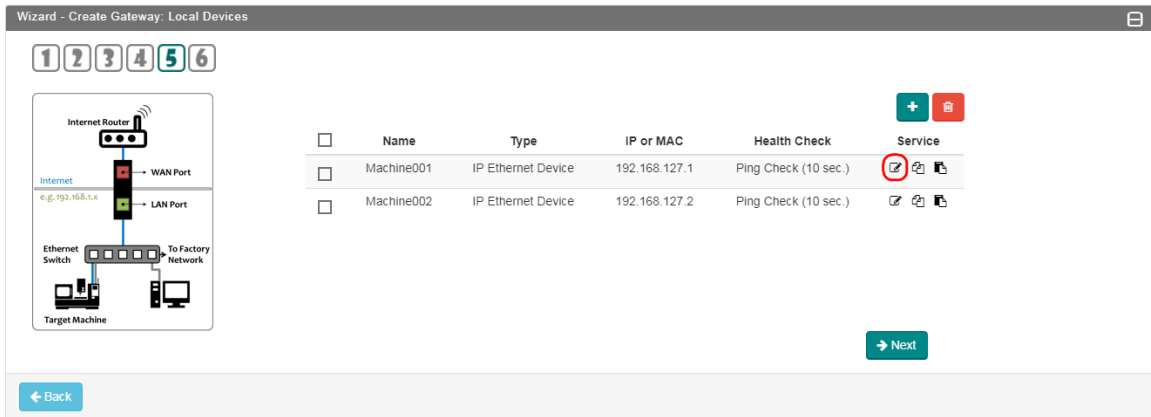 Wizard - Create Gateway: Local Devices
1 2 3 4 5 6
Internet Router
WAN Port
Internet
e.g. 192.168.1.x
LAN Port
Ethernet Switch
To Factory Network
Target Machine
Name Type IP or MAC Health Check Service
Machine001 IP Ethernet Device 192.168.127.1 Ping Check (10 sec.)
Machine002 IP Ethernet Device 192.168.127.2 Ping Check (10 sec.)
Next
Back